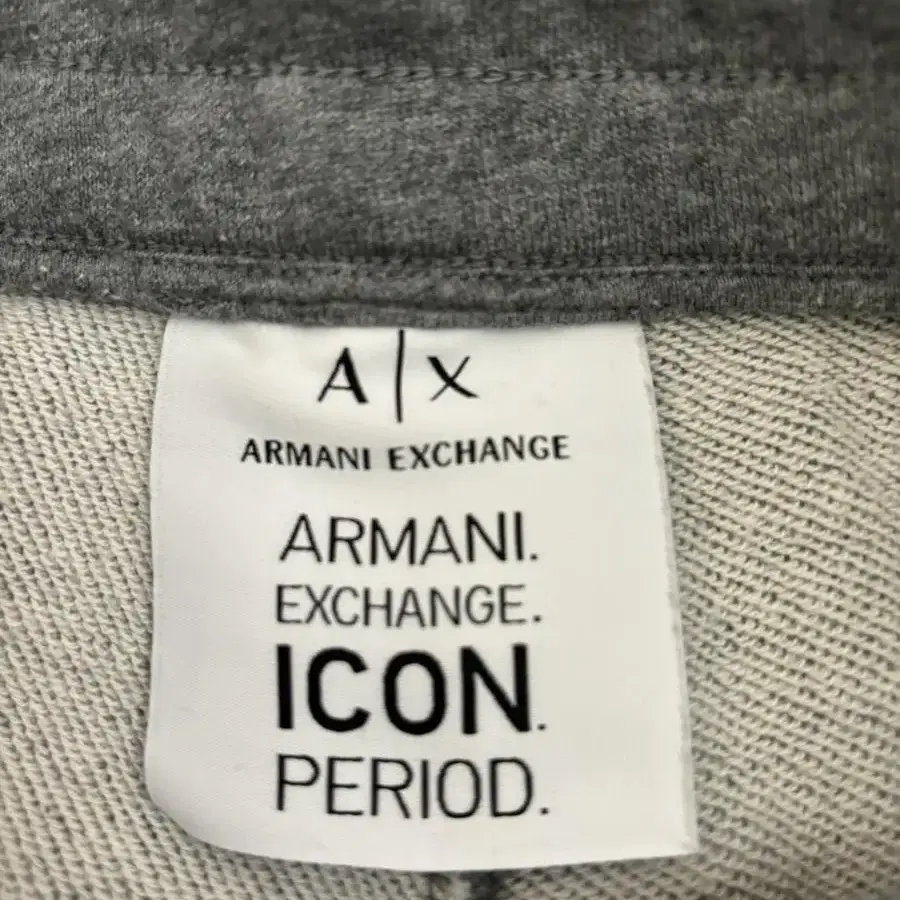 A|X
ARMANI EXCHANGE
ARMANI.
EXCHANGE.
ICON.
PERIOD.